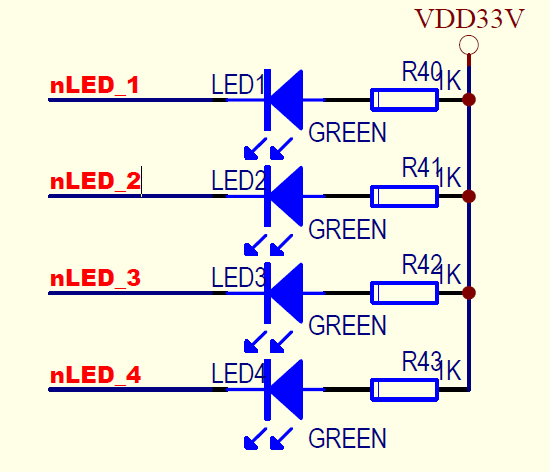 VDD33V
nLED_1
LED1
R40
1K
GREEN
nLED_2
LED2
R41
1K
GREEN
nLED_3
LED3
R42
1K
GREEN
nLED_4
LED4
R43
1K
GREEN